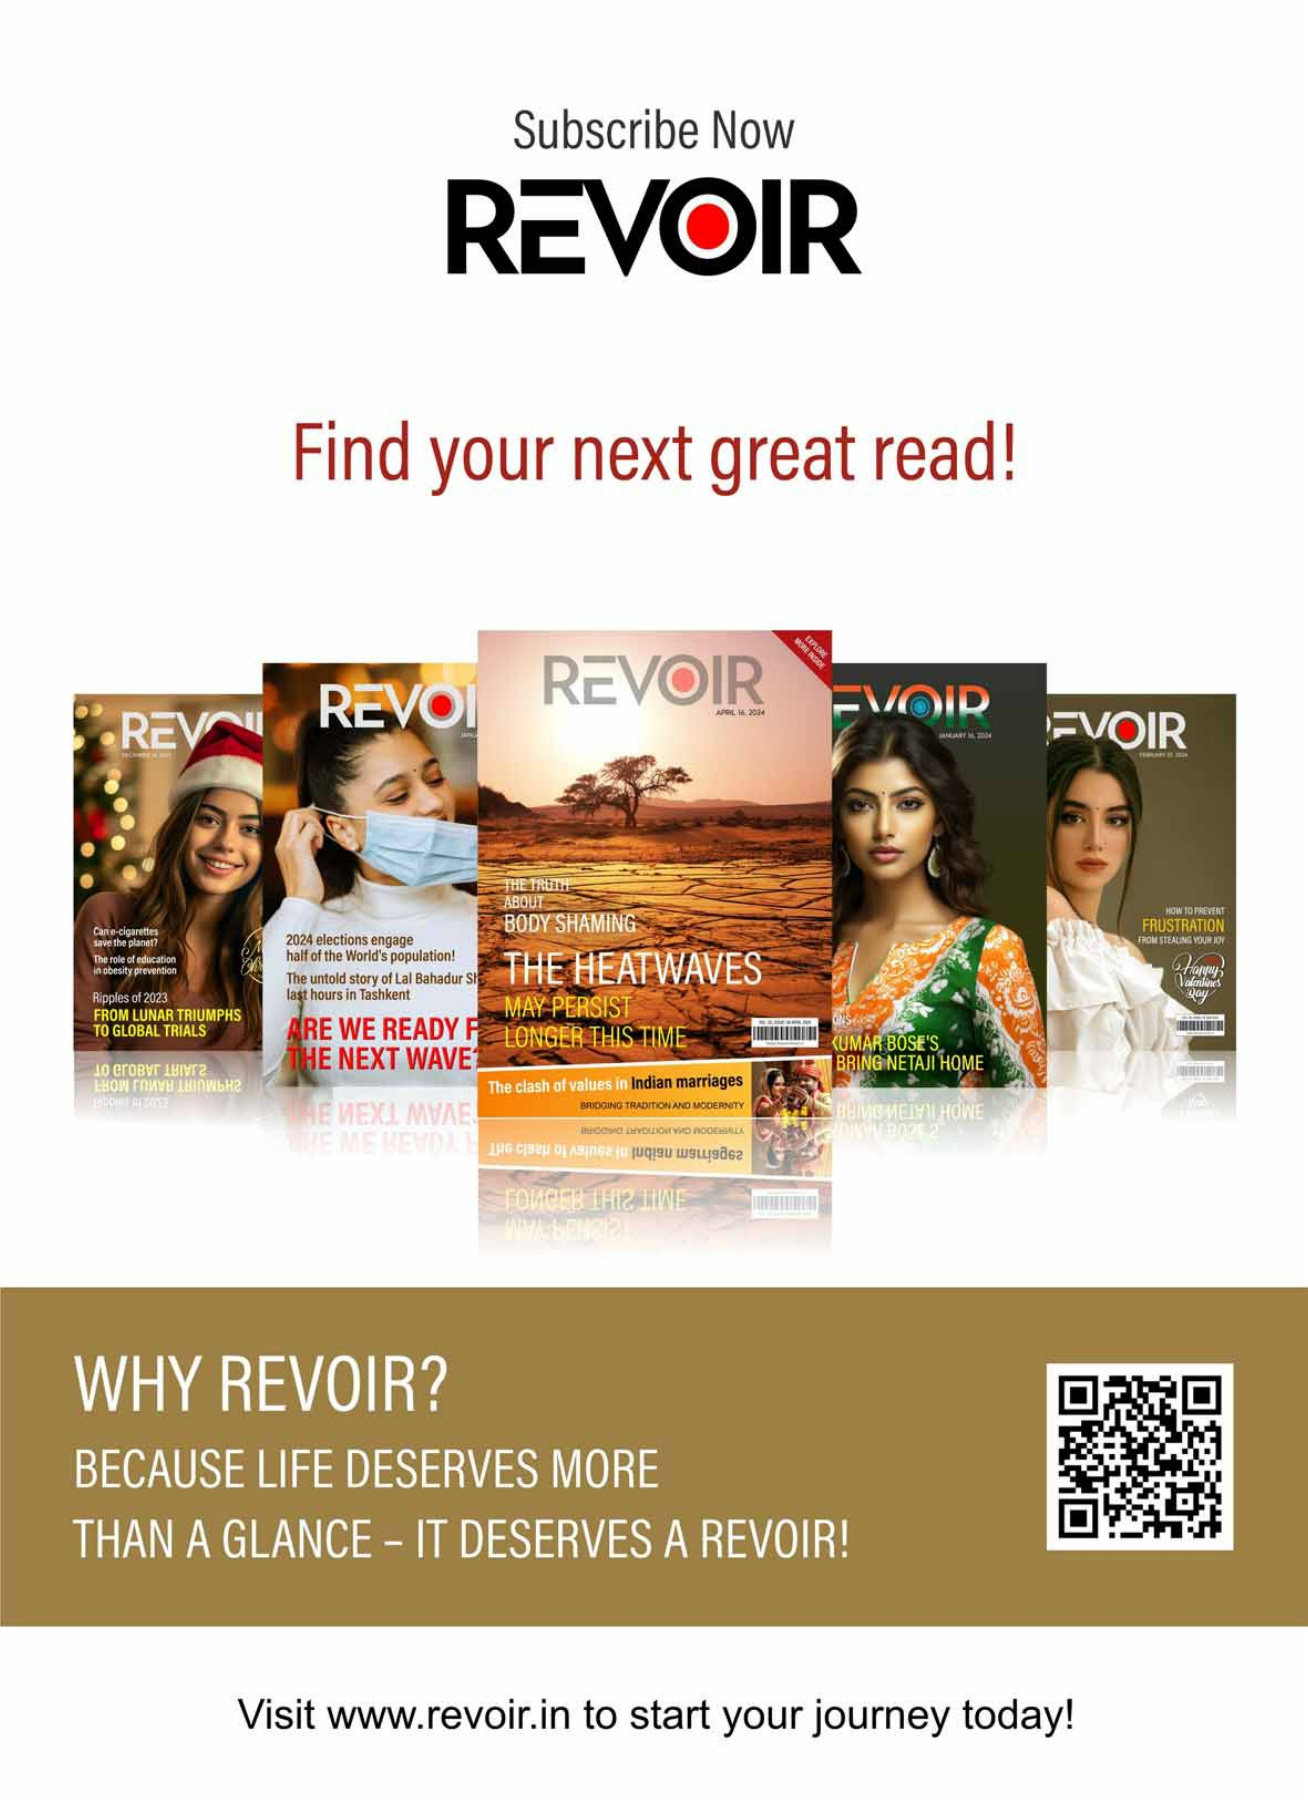 Subscribe Now
REVOIR
Find your next great read!
REVOI
Can e-cigarettes
save the planet?
The role of education
in obesity prevention
Ripples of 2023
FROM LUNAR TRIUMPHS
TO GLOBAL TRIALS
REVOI
2024 elections engage
half of the World's population!
The untold story of Lal Bahadur
last hours in Tashkent
ARE WE READY F
THE NEXT WAVE
REVOIR
APRIL 16, 2024
EXPLORE
MORE INSIDE
THE TRUTH
ABOUT
BODY SHAMING
THE HEATWAVES
MAY PERSIST
LONGER THIS TIME
The clash of values in Indian marriages
BRIDGING TRADITION AND MODERNITY
EVOIR
JANUARY 16, 2024
KUMAR BOSE'S
BRING NETAJI HOME
EVOIR
FEBRUARY 15 2024
HOW TO PREVENT
FRUSTRATION
FROM STEALING YOUR JOY
Happy
Valentines
Day
WHY REVOIR?
BECAUSE LIFE DESERVES MORE
THAN A GLANCE – IT DESERVES A REVOIR!
Visit www.revoir.in to start your journey today!